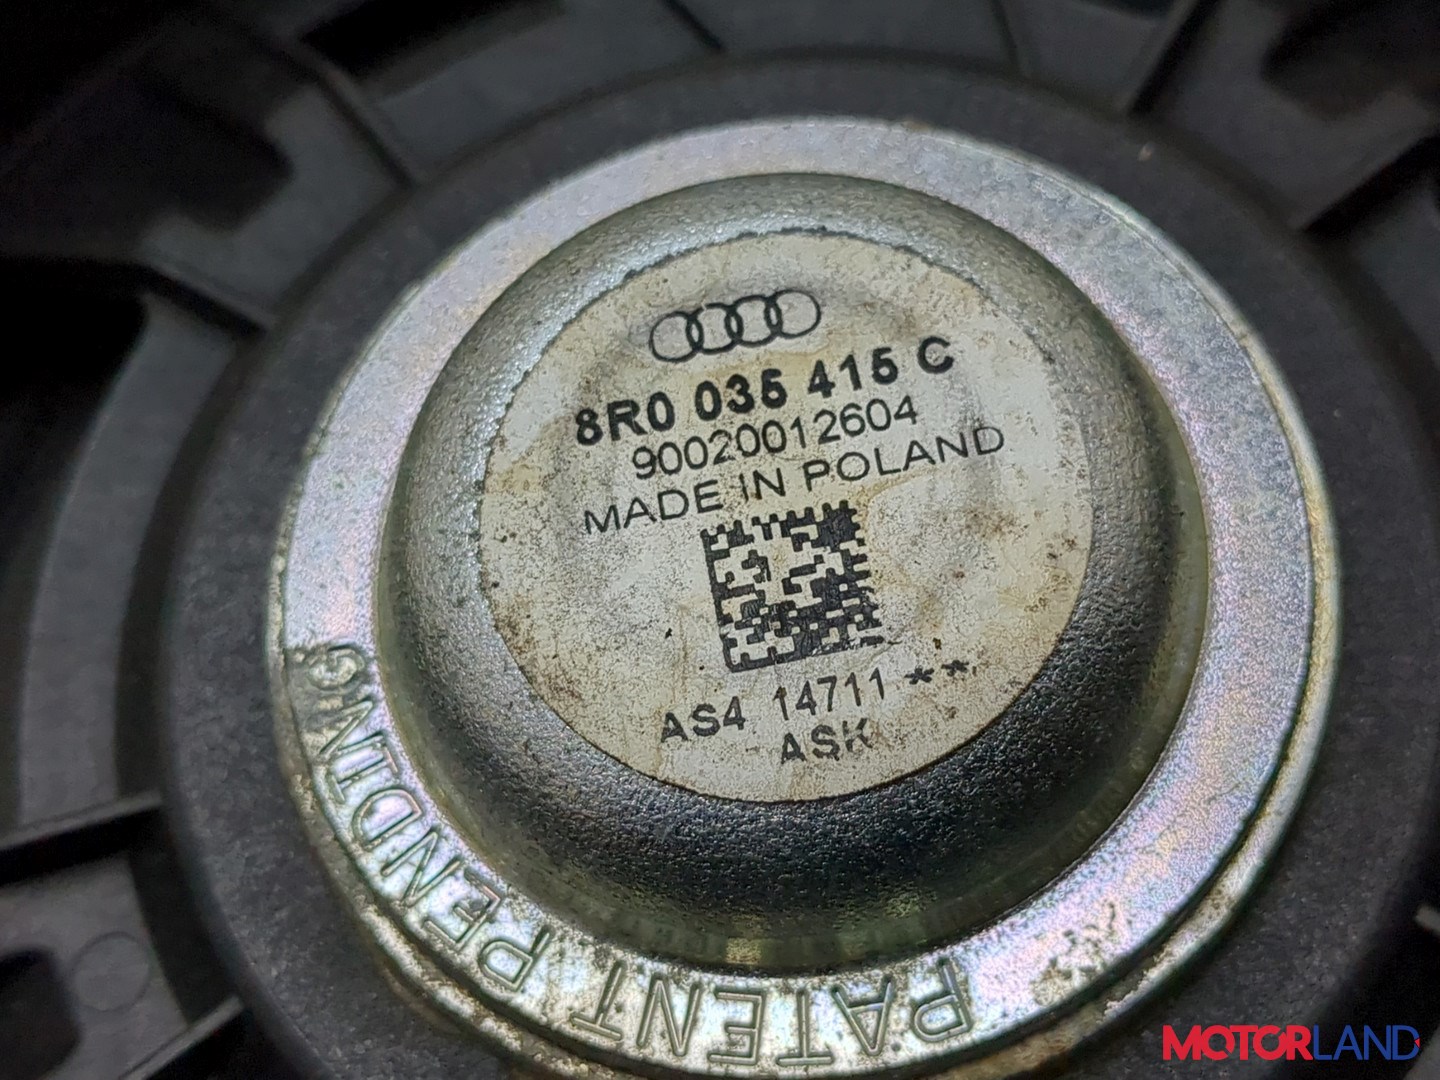 8R0 035 415 C
90020012604
MADE IN POLAND
AS4 14711 **
ASK
PATENT PENDING
MOTORLAND